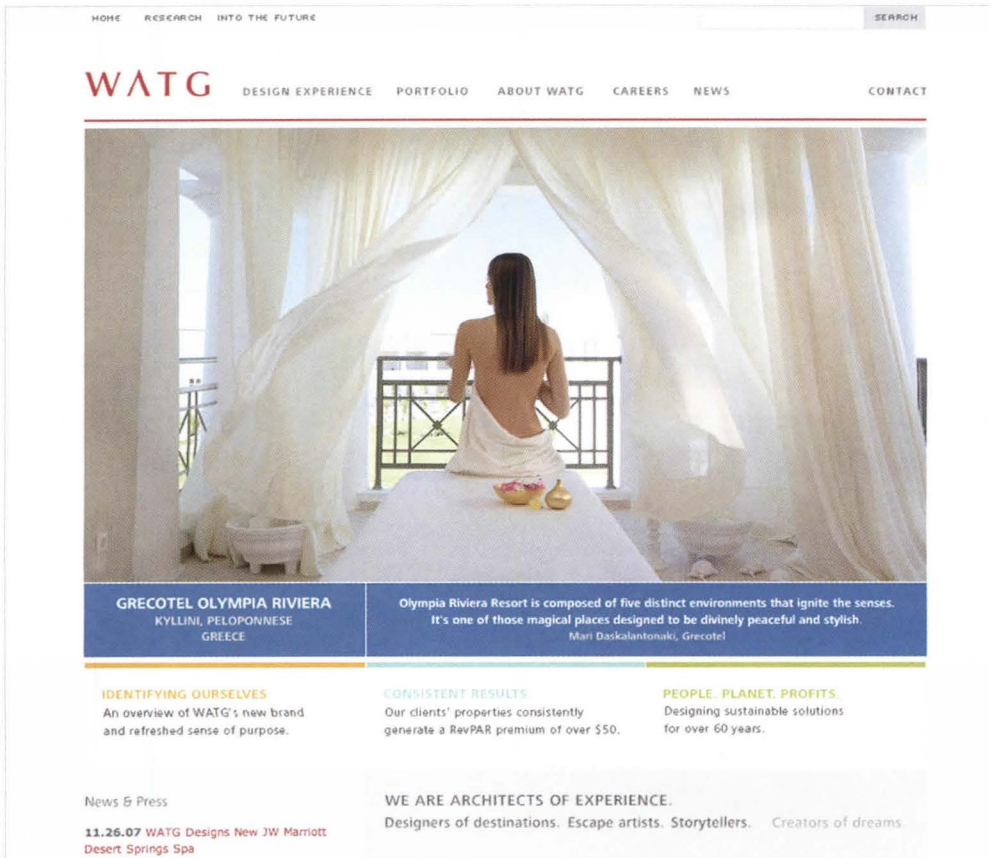 HOME RESEARCH INTO THE FUTURE SEARCH
WATG DESIGN EXPERIENCE PORTFOLIO ABOUT WATG CAREERS NEWS CONTACT
GRECOTEL OLYMPIA RIVIERA
KYLLINI, PELOPONNESE
GREECE
Olympia Riviera Resort is composed of five distinct environments that ignite the senses.
It's one of those magical places designed to be divinely peaceful and stylish.
Mari Daskalantonaki, Grecotel
IDENTIFYING OURSELVES
An overview of WATG's new brand
and refreshed sense of purpose.
CONSISTENT RESULTS
Our clients' properties consistently
generate a RevPAR premium of over $50.
PEOPLE. PLANET. PROFITS.
Designing sustainable solutions
for over 60 years.
News & Press
11.26.07 WATG Designs New JW Marriott
Desert Springs Spa
WE ARE ARCHITECTS OF EXPERIENCE.
Designers of destinations. Escape artists. Storytellers. Creators of dreams.